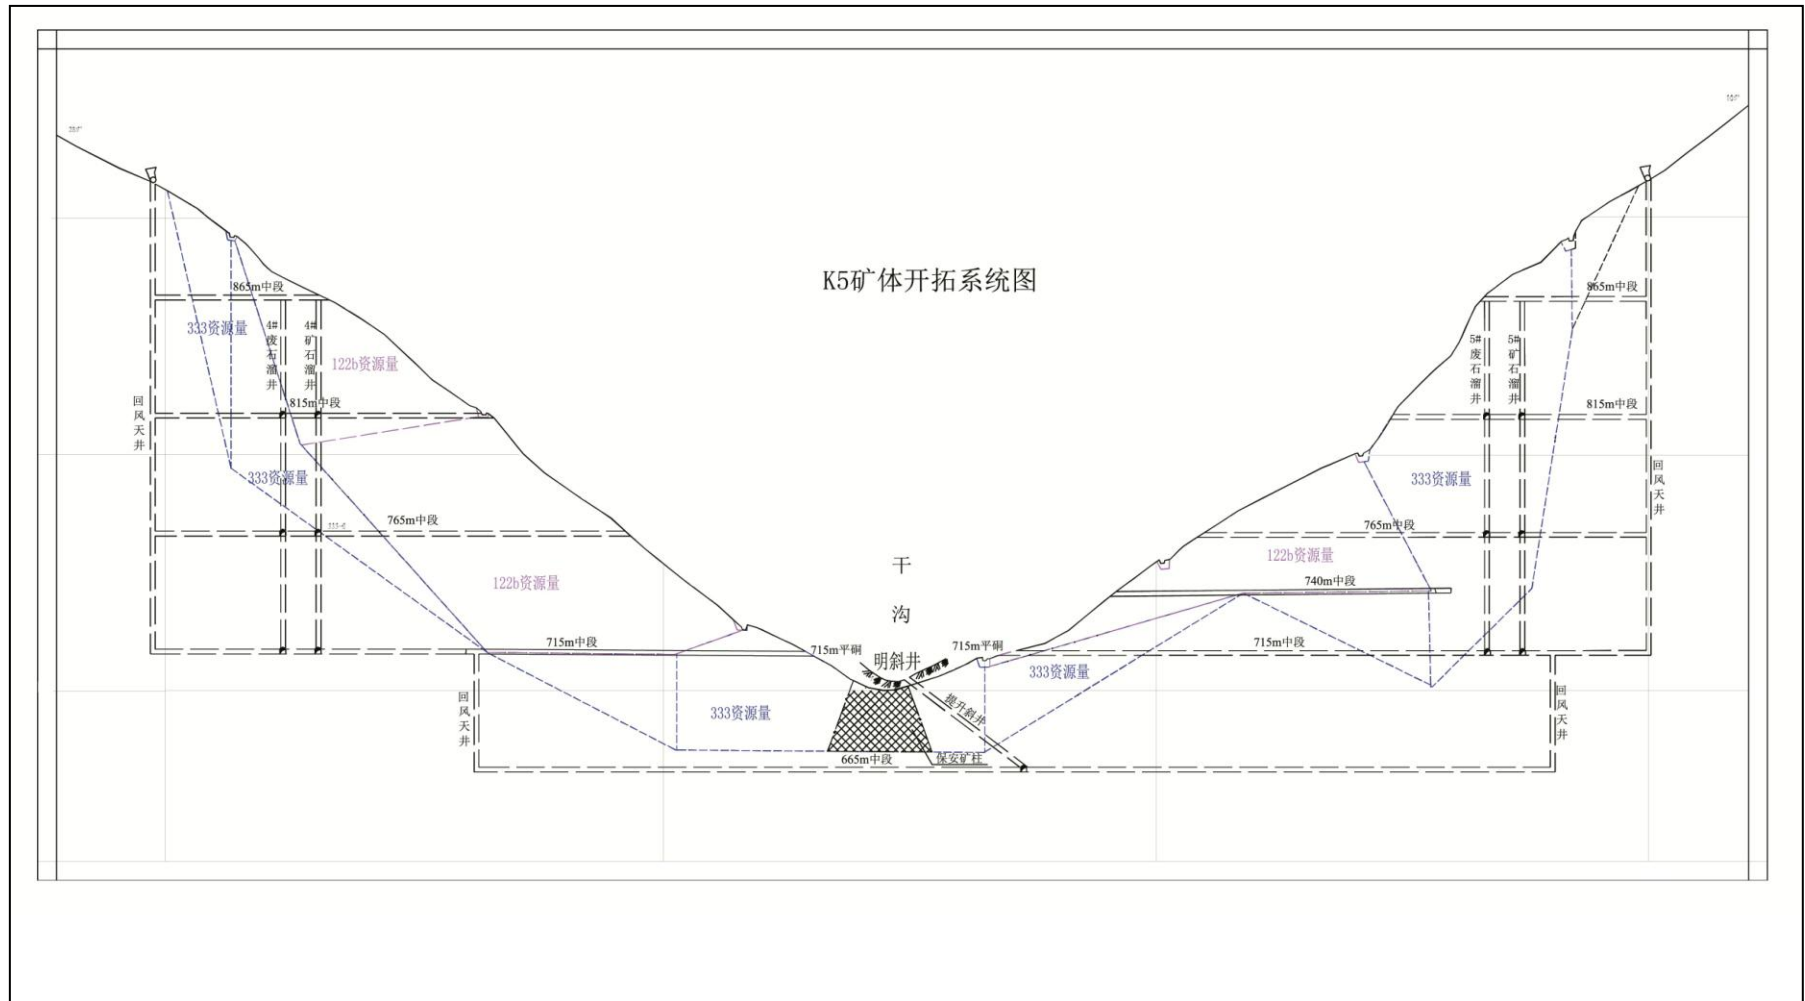 K5矿体开拓系统图
865m中段
865m中段
333资源量
4#废石溜井
4#矿石溜井
122b资源量
5#废石溜井
5#矿石溜井
815m中段
815m中段
回风天井
333资源量
333资源量
回风天井
765m中段
765m中段
干沟
122b资源量
122b资源量
740m中段
715m中段
715m平硐
明斜井
715m平硐
715m中段
333资源量
回风天井
333资源量
提升斜井
回风天井
665m中段
保安矿柱